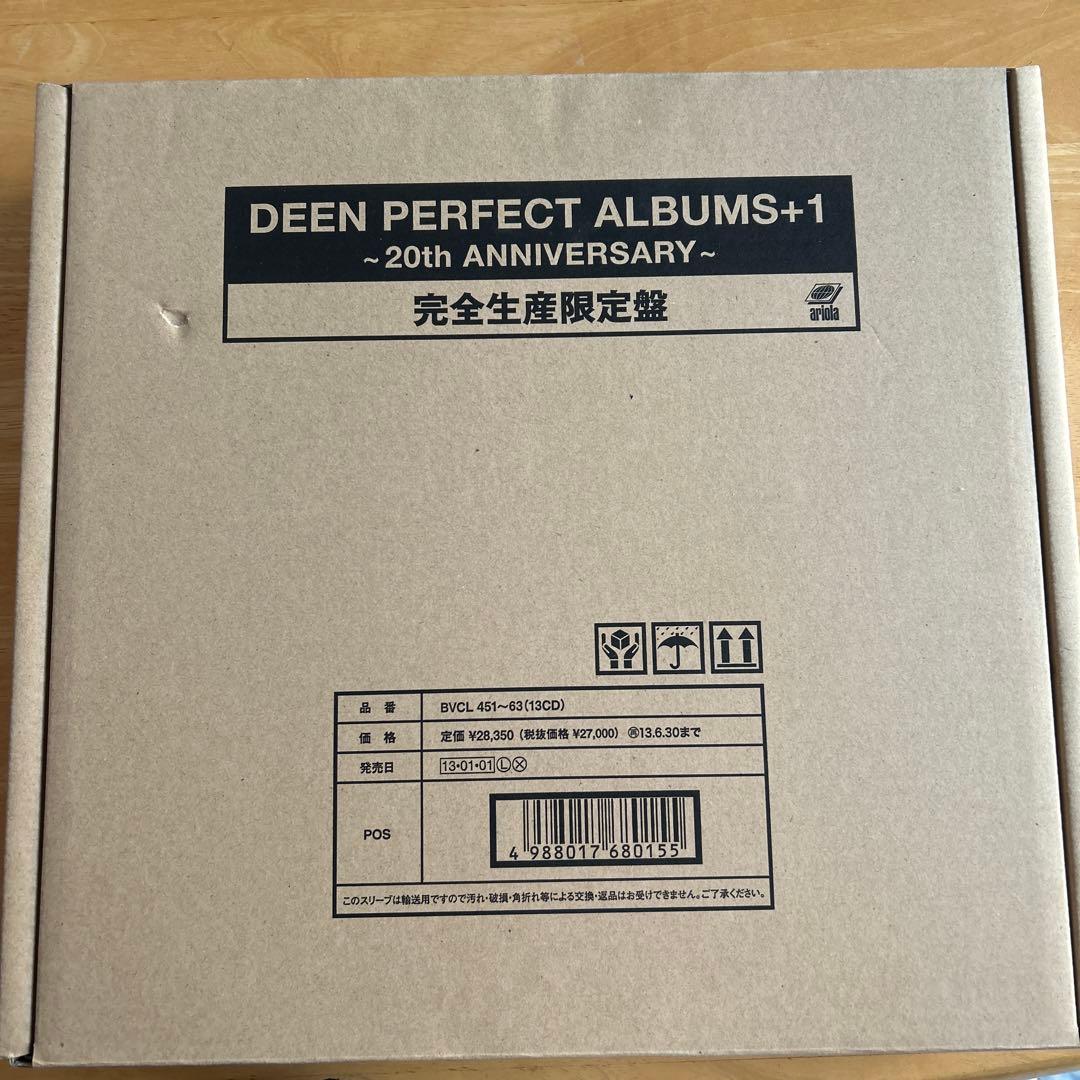 DEEN PERFECT ALBUMS+1
~20th ANNIVERSARY~
完全生産限定盤
ariola
品 番 BVCL 451〜63(13CD)
価 格 定価 ¥28,350 (税抜価格 ¥27,000) Ⓡ13.6.30まで
発売日 13•01•01ⓁⓍ
POS
4 988017 680155
このスリーブは輸送用ですので汚れ・破損・角折れ等による交換・返品はお受けできません。ご了承ください。